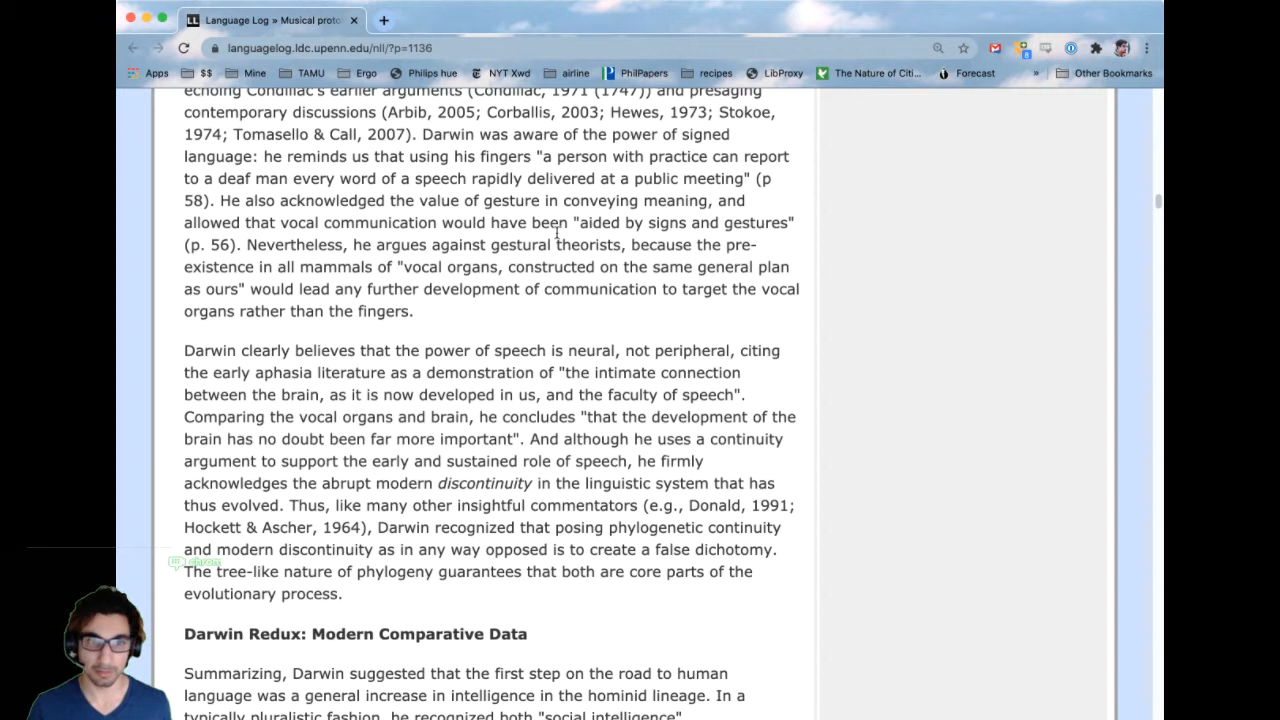 Language Log » Musical proto
languagelog.ldc.upenn.edu/nll/?p=1136
8
Apps $$ Mine TAMU Ergo Philips hue NYT Xwd airline PhilPapers recipes LibProxy The Nature of Citi... Forecast » Other Bookmarks
echoing Condillac's earlier arguments (Condillac, 1971 (1747)) and presaging
contemporary discussions (Arbib, 2005; Corballis, 2003; Hewes, 1973; Stokoe,
1974; Tomasello & Call, 2007). Darwin was aware of the power of signed
language: he reminds us that using his fingers "a person with practice can report
to a deaf man every word of a speech rapidly delivered at a public meeting" (p
58). He also acknowledged the value of gesture in conveying meaning, and
allowed that vocal communication would have been "aided by signs and gestures"
(p. 56). Nevertheless, he argues against gestural theorists, because the pre-
existence in all mammals of "vocal organs, constructed on the same general plan
as ours" would lead any further development of communication to target the vocal
organs rather than the fingers.
Darwin clearly believes that the power of speech is neural, not peripheral, citing
the early aphasia literature as a demonstration of "the intimate connection
between the brain, as it is now developed in us, and the faculty of speech".
Comparing the vocal organs and brain, he concludes "that the development of the
brain has no doubt been far more important". And although he uses a continuity
argument to support the early and sustained role of speech, he firmly
acknowledges the abrupt modern discontinuity in the linguistic system that has
thus evolved. Thus, like many other insightful commentators (e.g., Donald, 1991;
Hockett & Ascher, 1964), Darwin recognized that posing phylogenetic continuity
and modern discontinuity as in any way opposed is to create a false dichotomy.
chrom
The tree-like nature of phylogeny guarantees that both are core parts of the
evolutionary process.
Darwin Redux: Modern Comparative Data
Summarizing, Darwin suggested that the first step on the road to human
language was a general increase in intelligence in the hominid lineage. In a
typically pluralistic fashion, he recognized both "social intelligence"